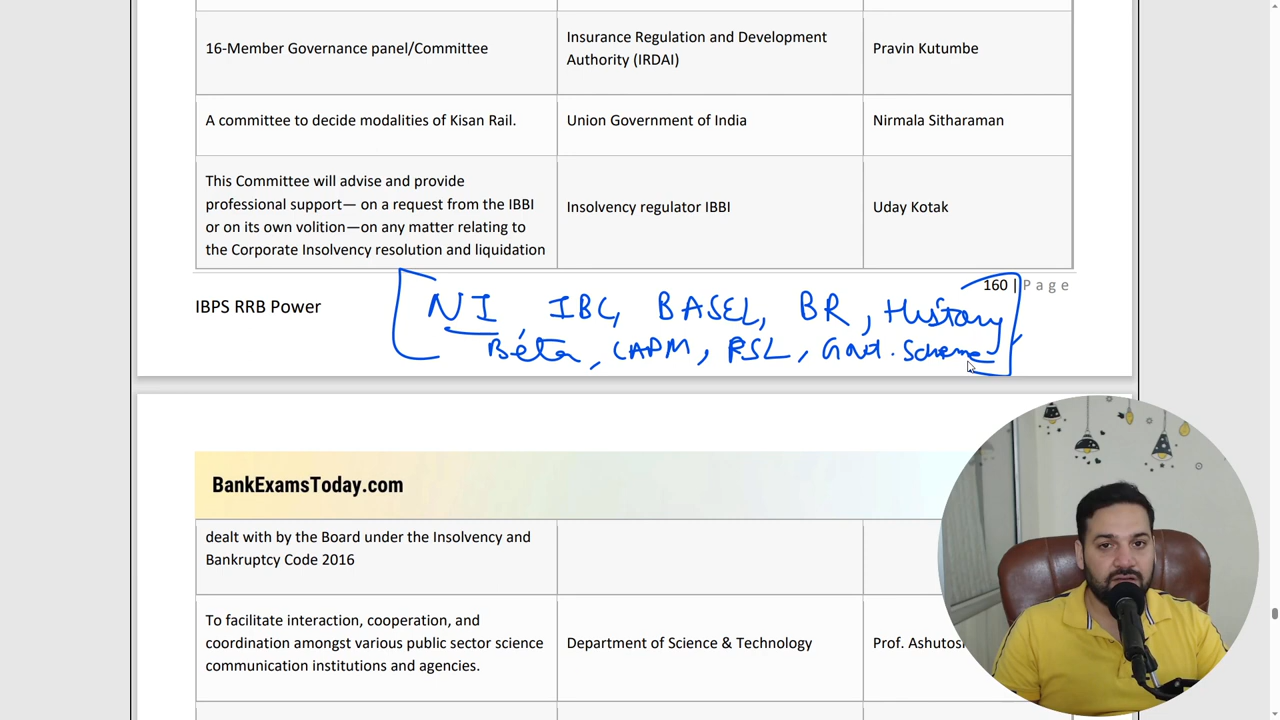 16-Member Governance panel/Committee
Insurance Regulation and Development
Authority (IRDAI)
Pravin Kutumbe
A committee to decide modalities of Kisan Rail.
Union Government of India
Nirmala Sitharaman
This Committee will advise and provide
professional support— on a request from the IBBI
or on its own volition—on any matter relating to
the Corporate Insolvency resolution and liquidation
Insolvency regulator IBBI
Uday Kotak
IBPS RRB Power
160 | Page
NI, IBC, BASEL, BR, History
Beta, CAPM, PSL, Govt. Scheme
BankExamsToday.com
dealt with by the Board under the Insolvency and
Bankruptcy Code 2016
To facilitate interaction, cooperation, and
coordination amongst various public sector science
communication institutions and agencies.
Department of Science & Technology
Prof. Ashutos